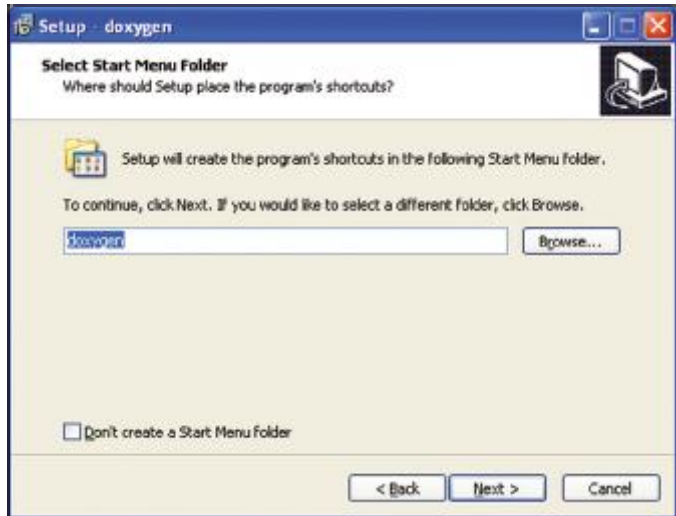 Setup - doxygen
Select Start Menu Folder
Where should Setup place the program's shortcuts?
Setup will create the program's shortcuts in the following Start Menu folder.
To continue, click Next. If you would like to select a different folder, click Browse.
doxygen
Browse...
Don't create a Start Menu folder
< Back
Next >
Cancel